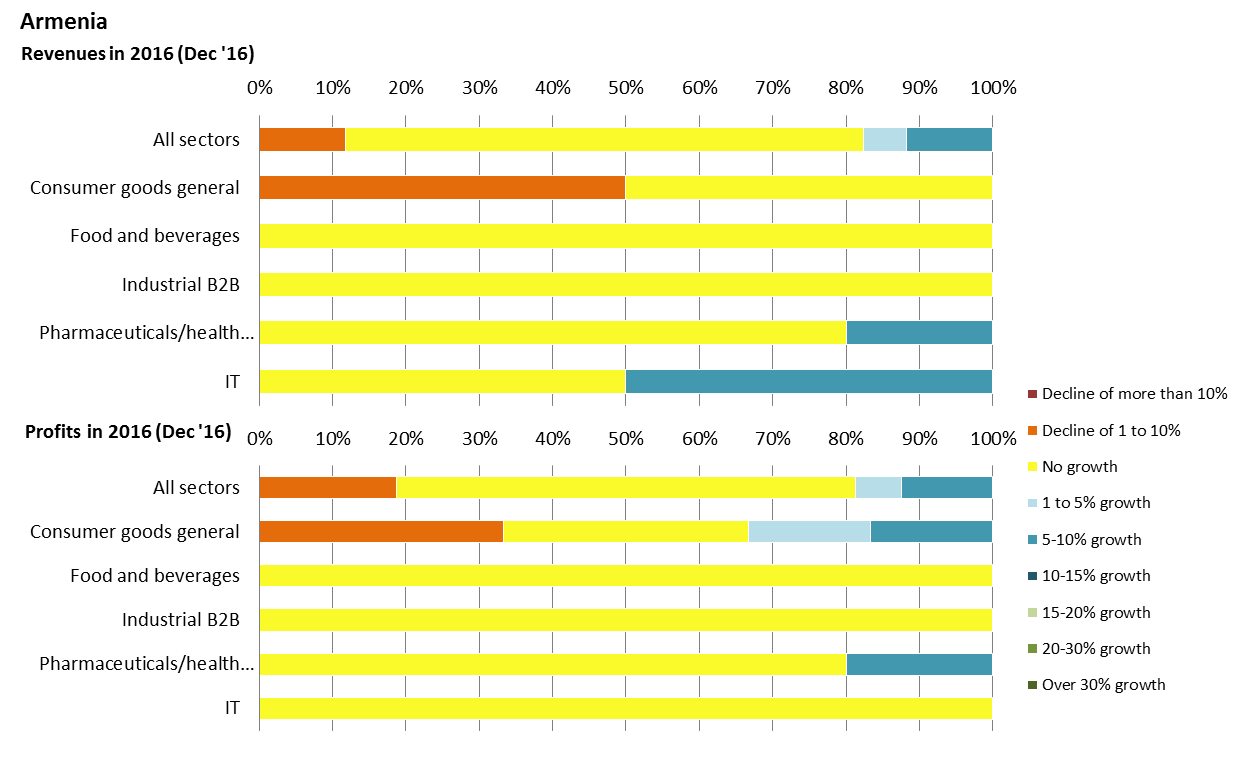 Armenia
Revenues in 2016 (Dec '16)
0% 10% 20% 30% 40% 50% 60% 70% 80% 90% 100%
All sectors
Consumer goods general
Food and beverages
Industrial B2B
Pharmaceuticals/health...
IT
Profits in 2016 (Dec '16)
0% 10% 20% 30% 40% 50% 60% 70% 80% 90% 100%
All sectors
Consumer goods general
Food and beverages
Industrial B2B
Pharmaceuticals/health...
IT
Decline of more than 10%
Decline of 1 to 10%
No growth
1 to 5% growth
5-10% growth
10-15% growth
15-20% growth
20-30% growth
Over 30% growth